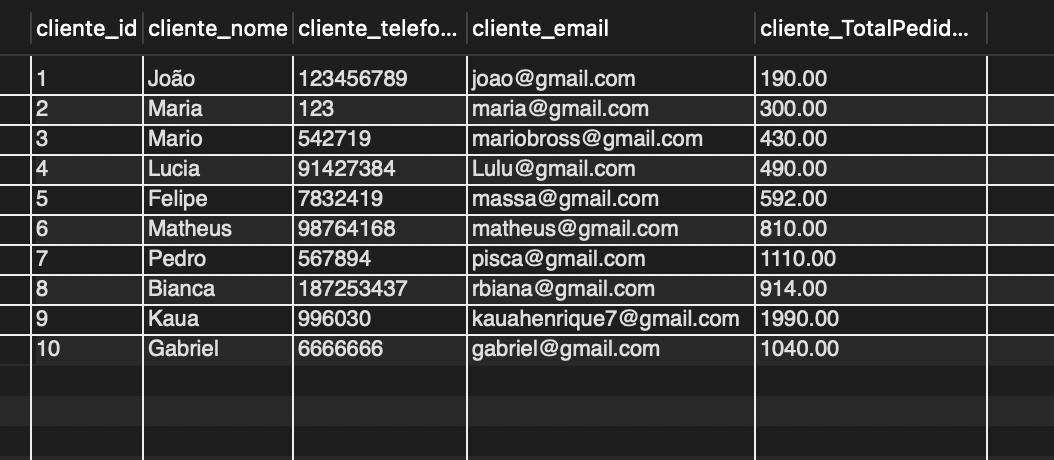 cliente_id cliente_nome cliente_telefo... cliente_email cliente_TotalPedid...
1 João 123456789 joao@gmail.com 190.00
2 Maria 123 maria@gmail.com 300.00
3 Mario 542719 mariobross@gmail.com 430.00
4 Lucia 91427384 Lulu@gmail.com 490.00
5 Felipe 7832419 massa@gmail.com 592.00
6 Matheus 98764168 matheus@gmail.com 810.00
7 Pedro 567894 pisca@gmail.com 1110.00
8 Bianca 187253437 rbiana@gmail.com 914.00
9 Kaua 996030 kauahenrique7@gmail.com 1990.00
10 Gabriel 6666666 gabriel@gmail.com 1040.00